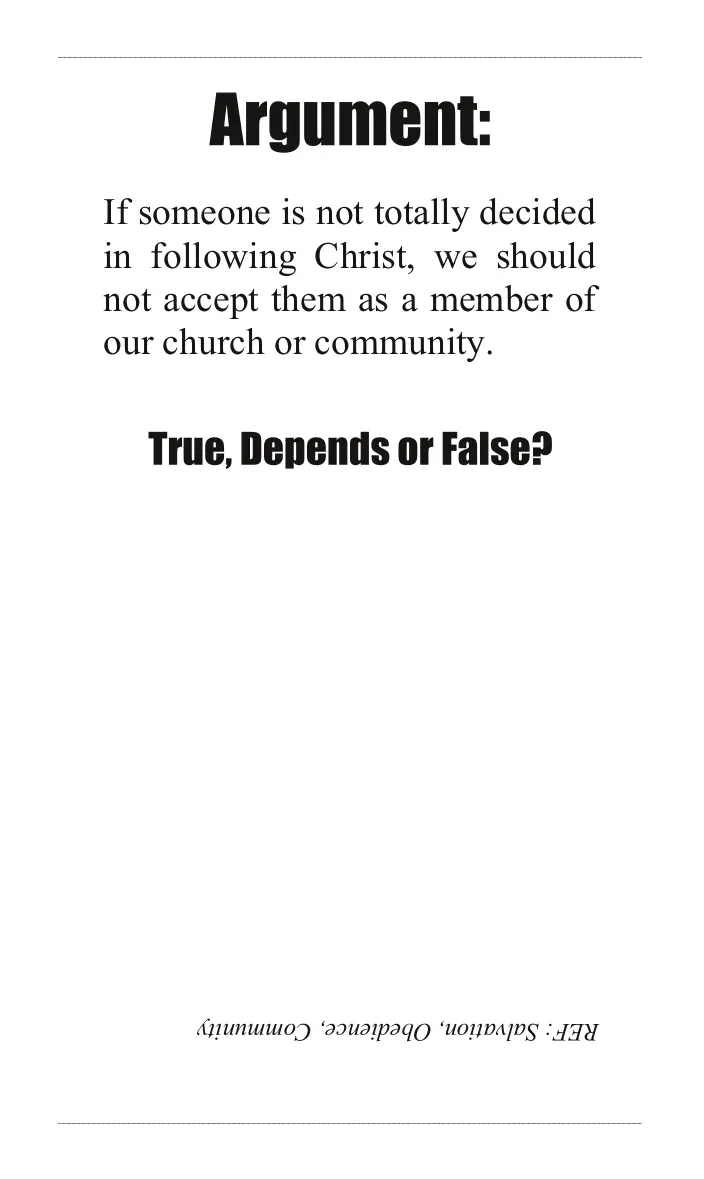 Argument:
If someone is not totally decided
in following Christ, we should
not accept them as a member of
our church or community.
True, Depends or False?
REF: Salvation, Obedience, Community